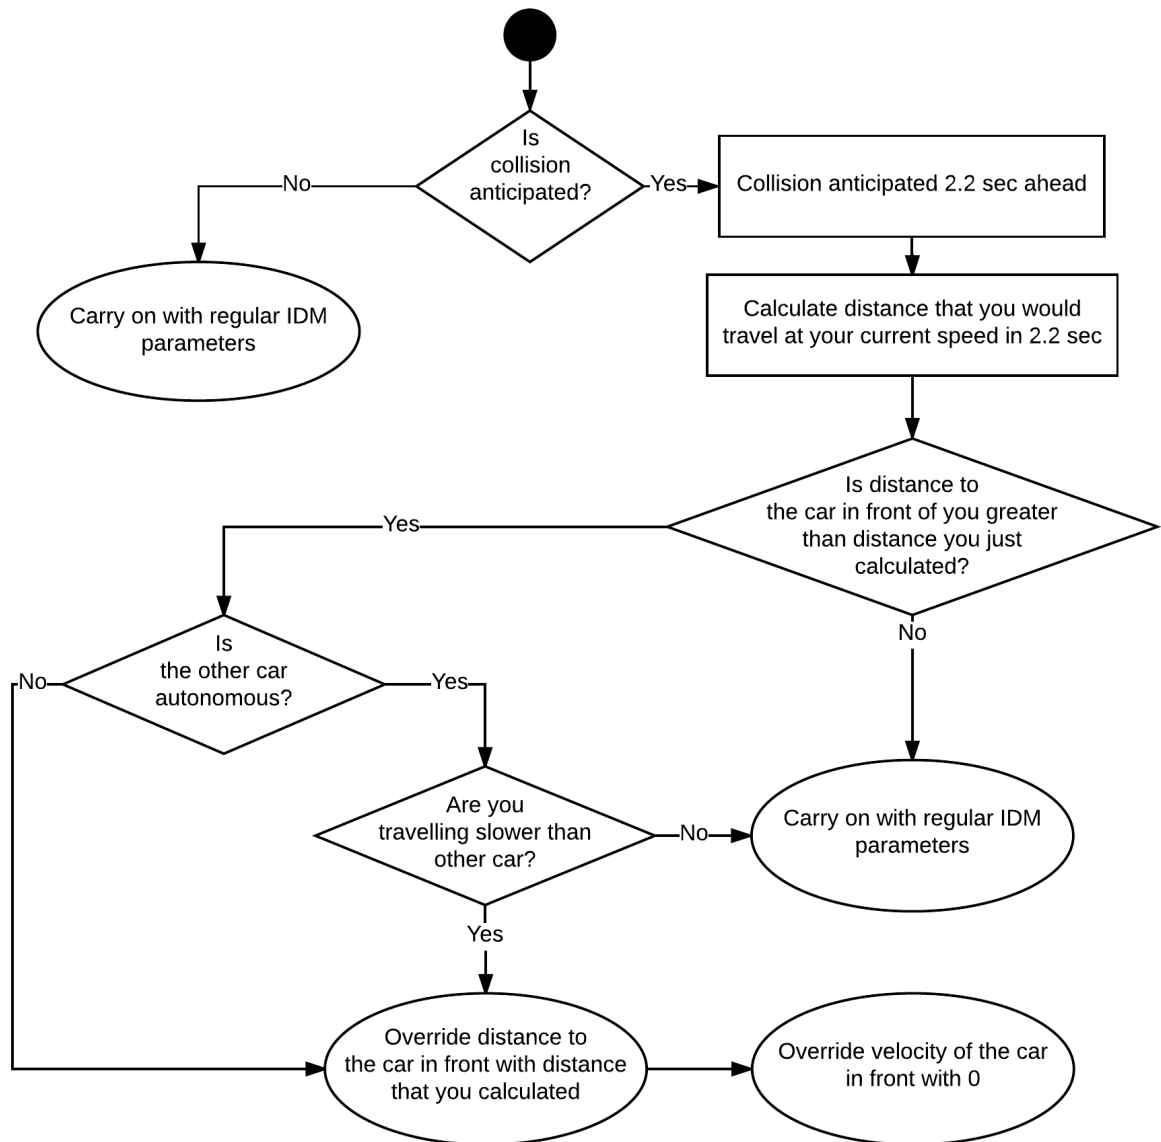 Is
collision
anticipated?
No
Yes
Collision anticipated 2.2 sec ahead
Carry on with regular IDM
parameters
Calculate distance that you would
travel at your current speed in 2.2 sec
Is distance to
the car in front of you greater
than distance you just
calculated?
Yes
No
Is
the other car
autonomous?
No
Yes
Are you
travelling slower than
other car?
No
Carry on with regular IDM
parameters
Yes
Override distance to
the car in front with distance
that you calculated
Override velocity of the car
in front with 0